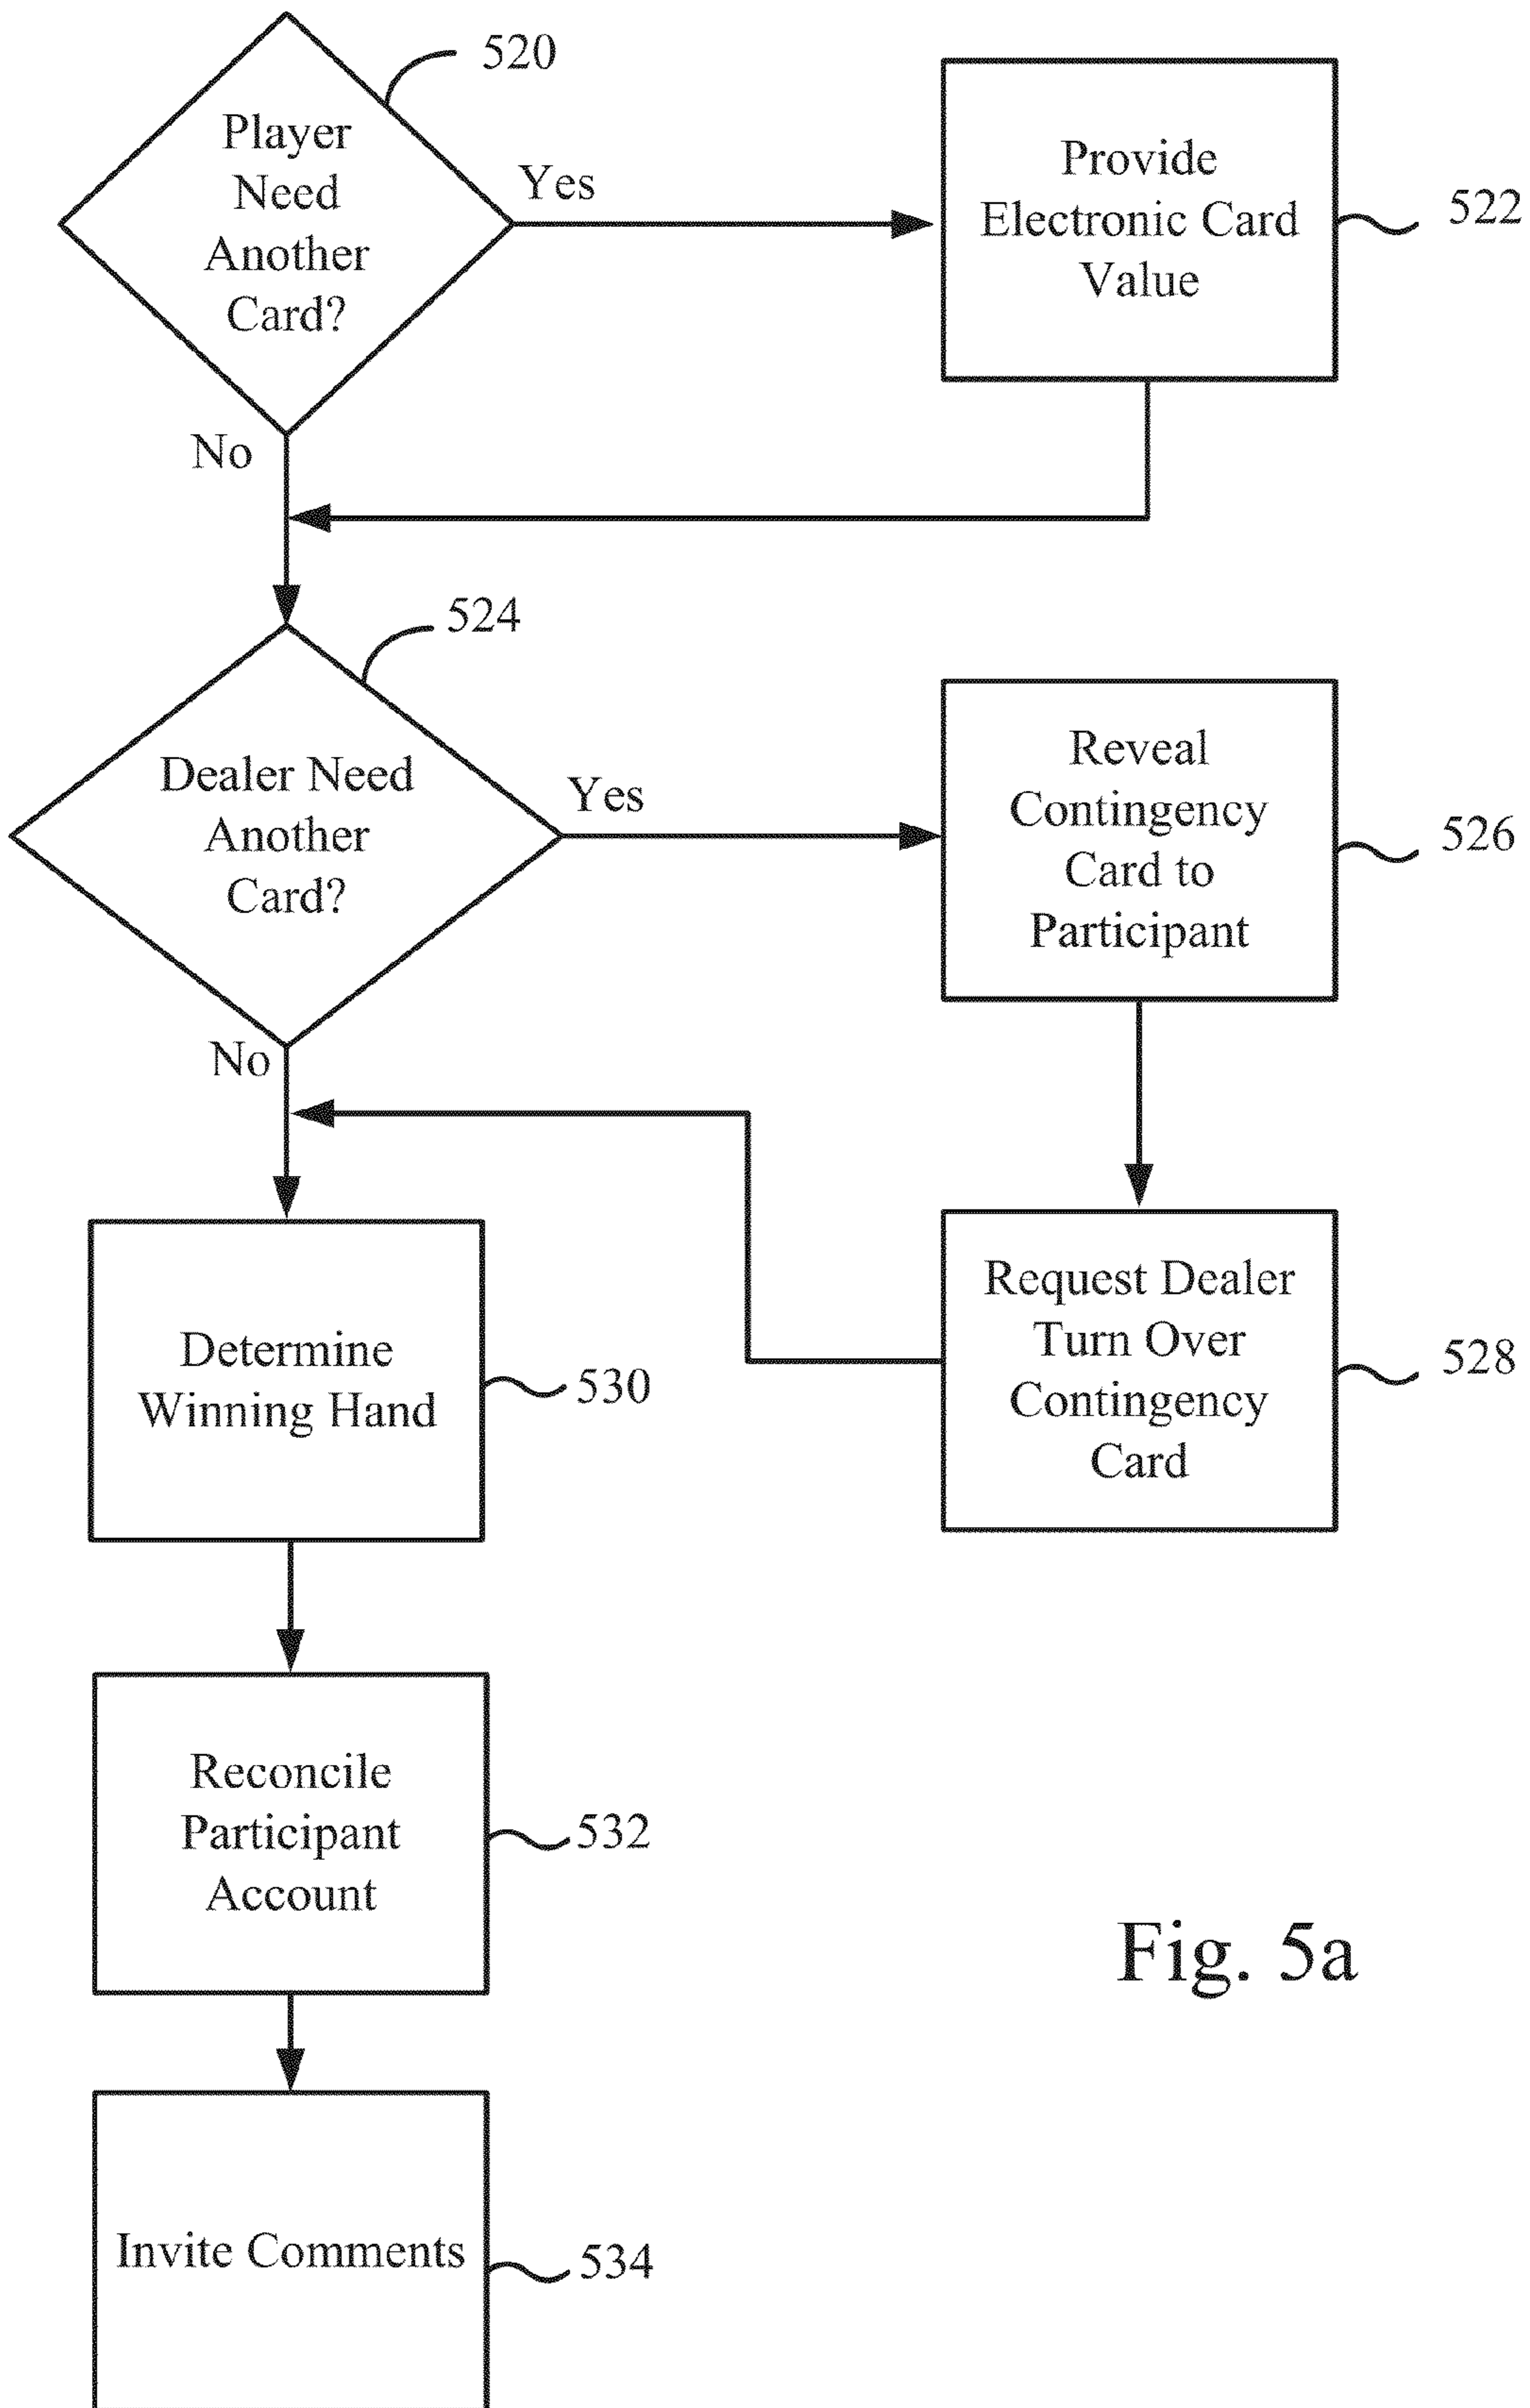 520
Player
Need
Another
Card?
Yes
Provide
Electronic Card
Value
522
No
524
Dealer Need
Another
Card?
Yes
Reveal
Contingency
Card to
Participant
526
No
Request Dealer
Turn Over
Contingency
Card
528
Determine
Winning Hand
530
Reconcile
Participant
Account
532
Fig. 5a
Invite Comments
534